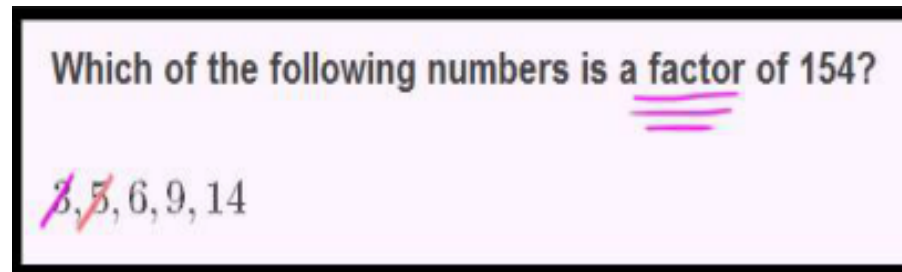 Which of the following numbers is a factor of 154?
3, 5, 6, 9, 14